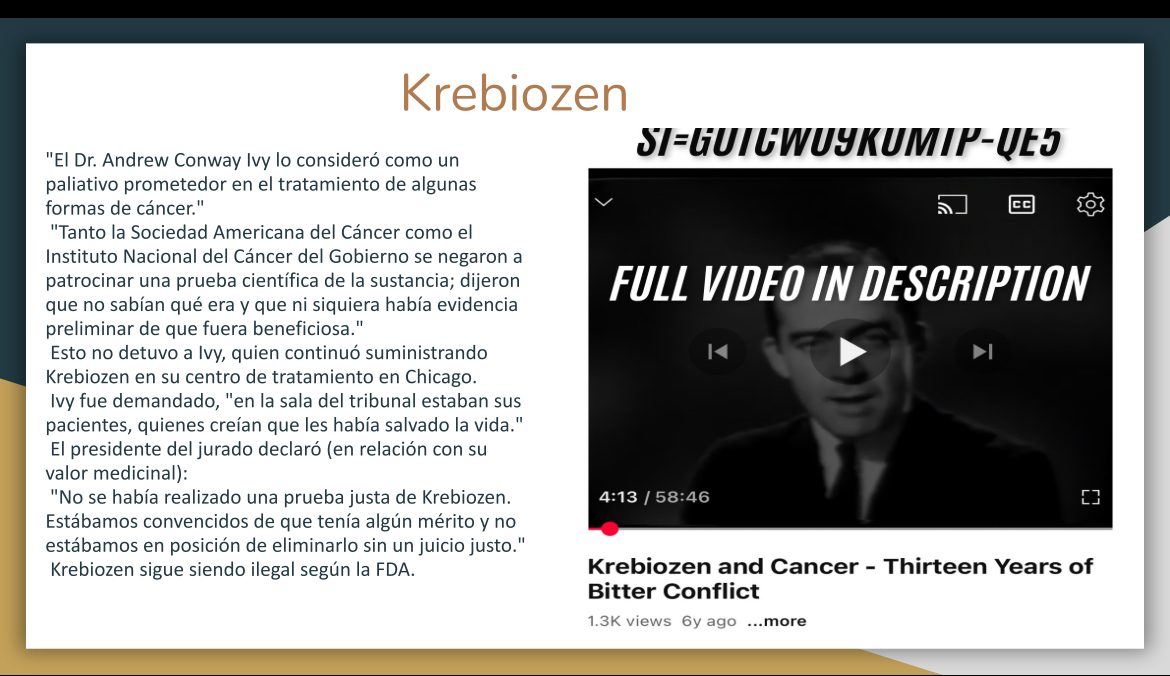 Krebiozen
"El Dr. Andrew Conway Ivy lo consideró como un
paliativo prometedor en el tratamiento de algunas
formas de cáncer."
"Tanto la Sociedad Americana del Cáncer como el
Instituto Nacional del Cáncer del Gobierno se negaron a
patrocinar una prueba científica de la sustancia; dijeron
que no sabían qué era y que ni siquiera había evidencia
preliminar de que fuera beneficiosa."
Esto no detuvo a Ivy, quien continuó suministrando
Krebiozen en su centro de tratamiento en Chicago.
Ivy fue demandado, "en la sala del tribunal estaban sus
pacientes, quienes creían que les había salvado la vida."
El presidente del jurado declaró (en relación con su
valor medicinal):
"No se había realizado una prueba justa de Krebiozen.
Estábamos convencidos de que tenía algún mérito y no
estábamos en posición de eliminarlo sin un juicio justo."
Krebiozen sigue siendo ilegal según la FDA.
CC
FULL VIDEO IN DESCRIPTION
4:13 / 58:46
Krebiozen and Cancer - Thirteen Years of
Bitter Conflict
1.3K views 6y ago ...more